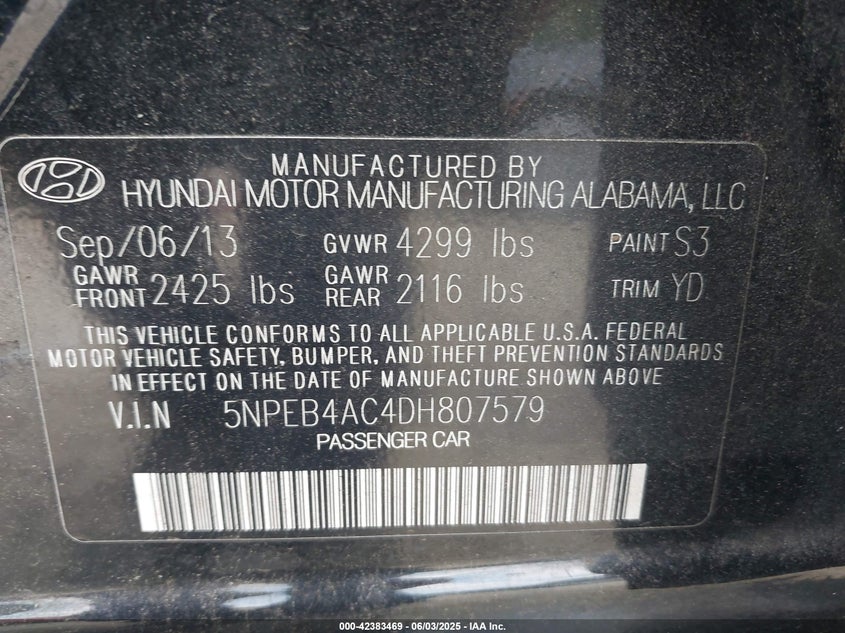 MANUFACTURED BY
HYUNDAI MOTOR MANUFACTURING ALABAMA, LLC
Sep/06/13 GVWR 4299 lbs PAINT S3
GAWR FRONT 2425 lbs GAWR REAR 2116 lbs TRIM YD
THIS VEHICLE CONFORMS TO ALL APPLICABLE U.S.A. FEDERAL
MOTOR VEHICLE SAFETY, BUMPER, AND THEFT PREVENTION STANDARDS
IN EFFECT ON THE DATE OF MANUFACTURE SHOWN ABOVE
V.I.N 5NPEB4AC4DH807579
PASSENGER CAR
000-42383469 - 06/03/2025 - IAA Inc.